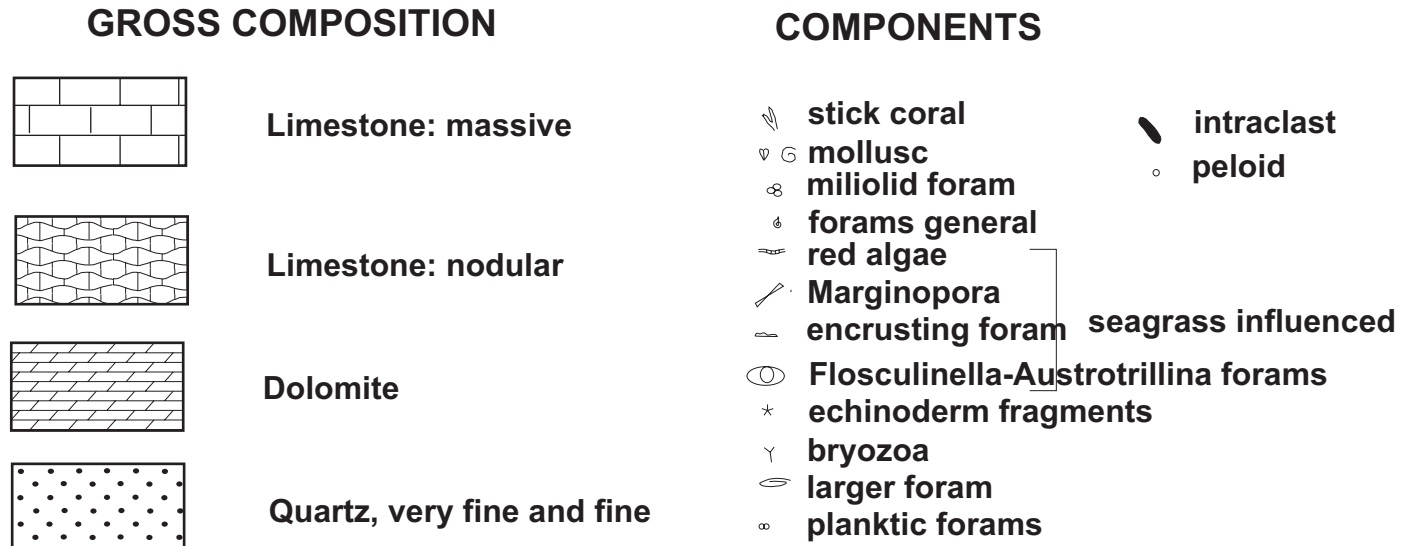 GROSS COMPOSITION
Limestone: massive
Limestone: nodular
Dolomite
Quartz, very fine and fine
COMPONENTS
stick coral
mollusc
miliolid foram
forams general
red algae
Marginopora
encrusting foram
Flosculinella-Austrotrillina forams
echinoderm fragments
bryozoa
larger foram
planktic forams
seagrass influenced
intraclast
peloid